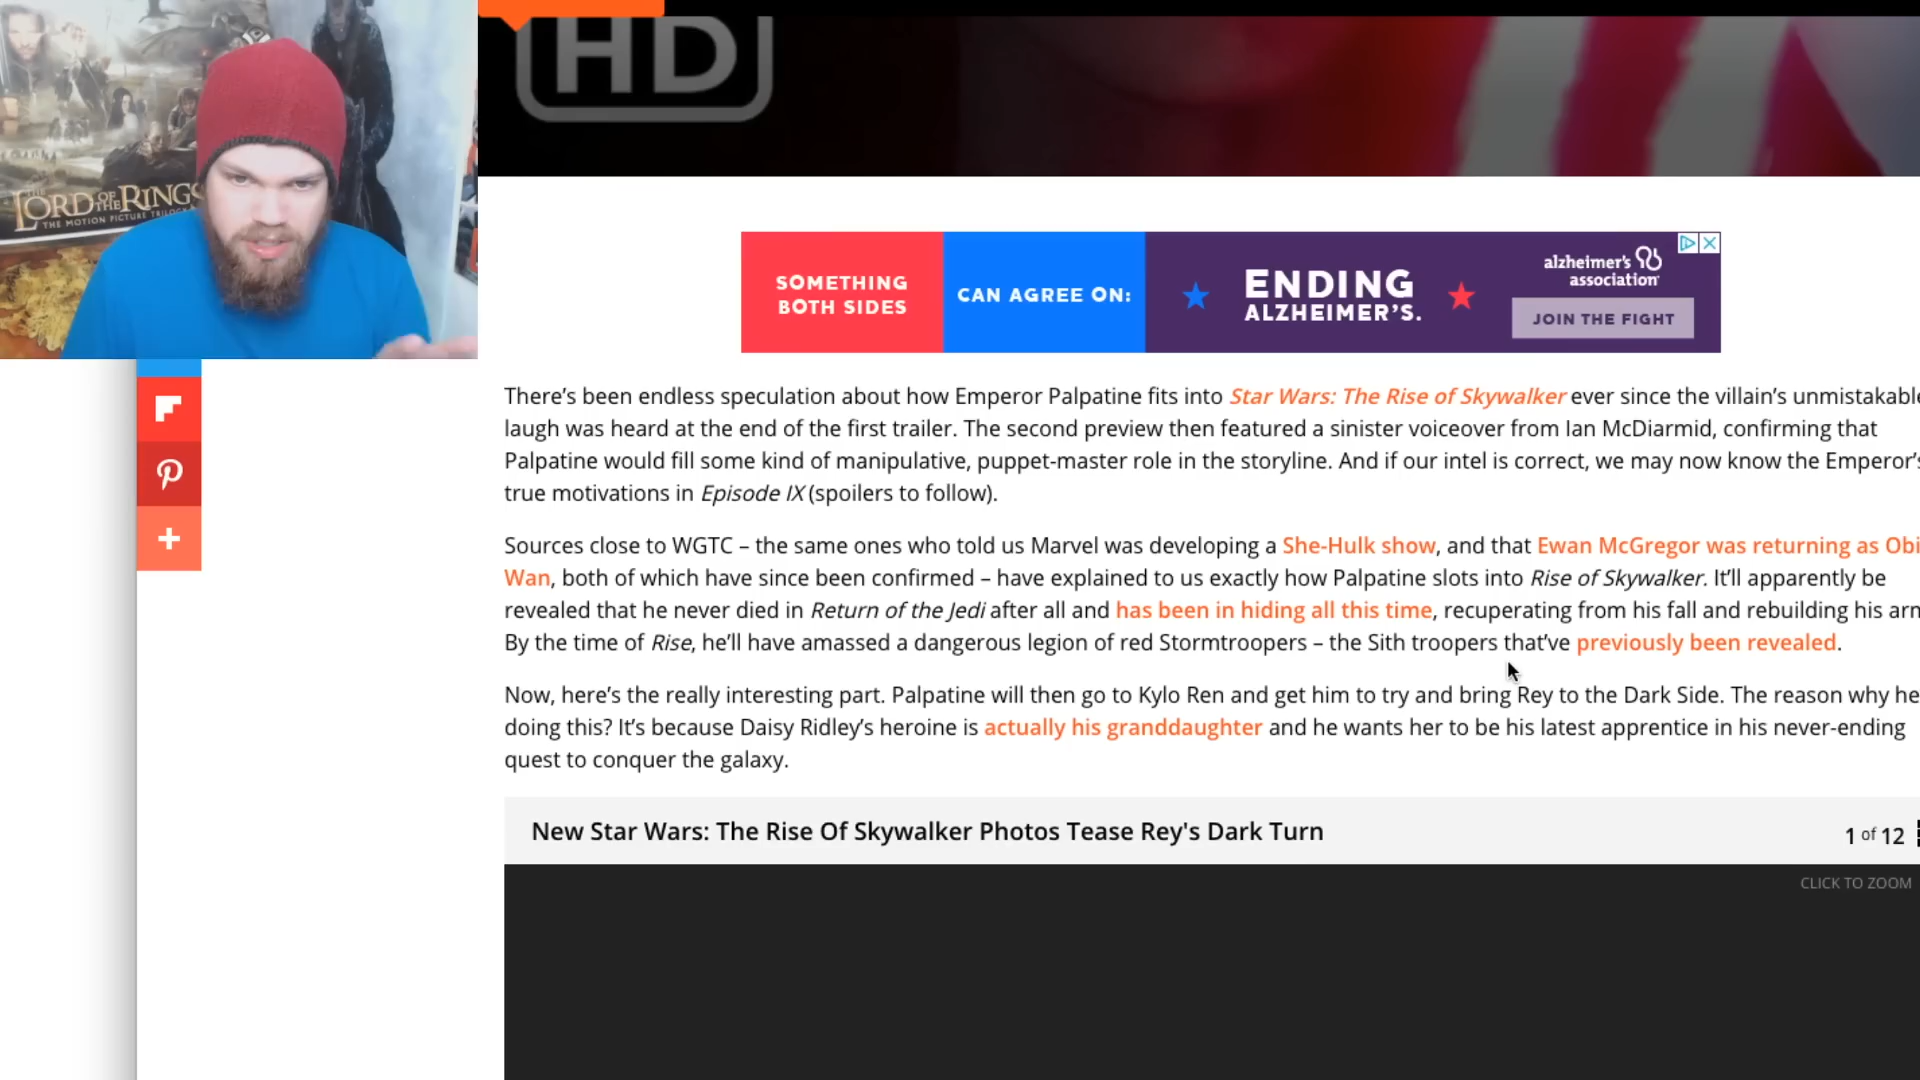 HD
THE
LORD OF THE RINGS
THE MOTION PICTURE TRILOGY
SOMETHING
BOTH SIDES
CAN AGREE ON:
ENDING
ALZHEIMER'S.
alzheimer's
association
JOIN THE FIGHT
There's been endless speculation about how Emperor Palpatine fits into Star Wars: The Rise of Skywalker ever since the villain's unmistakable
laugh was heard at the end of the first trailer. The second preview then featured a sinister voiceover from Ian McDiarmid, confirming that
Palpatine would fill some kind of manipulative, puppet-master role in the storyline. And if our intel is correct, we may now know the Emperor's
true motivations in Episode IX (spoilers to follow).
Sources close to WGTC – the same ones who told us Marvel was developing a She-Hulk show, and that Ewan McGregor was returning as Obi
Wan, both of which have since been confirmed – have explained to us exactly how Palpatine slots into Rise of Skywalker. It'll apparently be
revealed that he never died in Return of the Jedi after all and has been in hiding all this time, recuperating from his fall and rebuilding his arm
By the time of Rise, he'll have amassed a dangerous legion of red Stormtroopers – the Sith troopers that've previously been revealed.
Now, here's the really interesting part. Palpatine will then go to Kylo Ren and get him to try and bring Rey to the Dark Side. The reason why he
doing this? It's because Daisy Ridley's heroine is actually his granddaughter and he wants her to be his latest apprentice in his never-ending
quest to conquer the galaxy.
New Star Wars: The Rise Of Skywalker Photos Tease Rey's Dark Turn
1 of 12
CLICK TO ZOOM